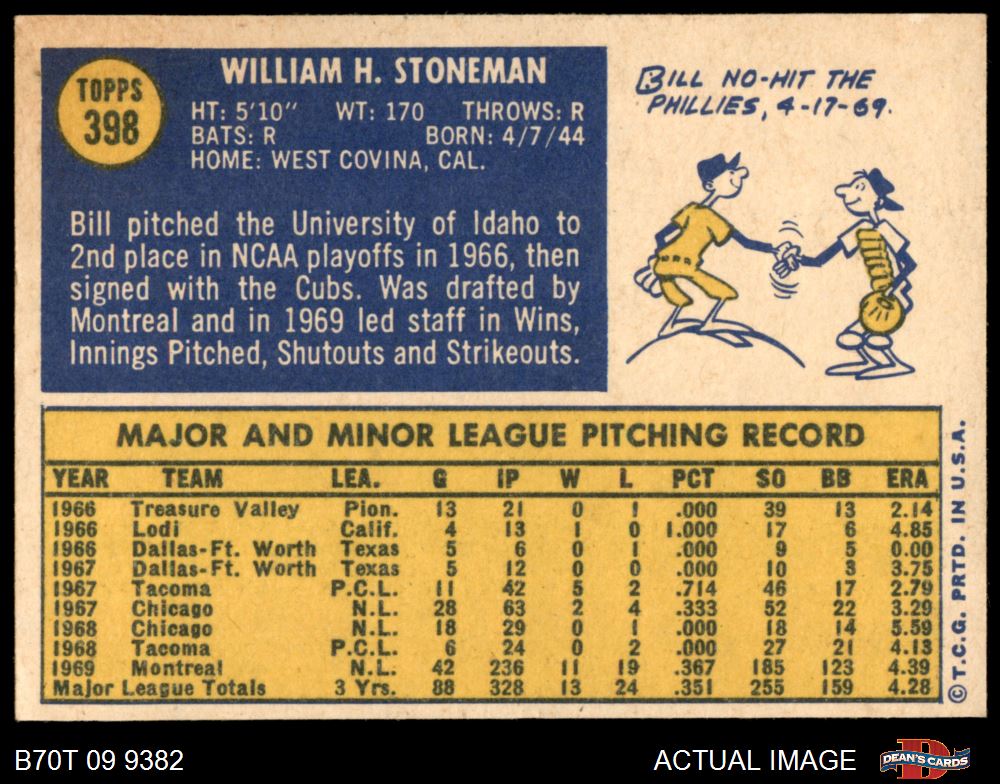 TOPPS
398
WILLIAM H. STONEMAN
HT: 5'10" WT: 170 THROWS: R
BATS: R BORN: 4/7/44
HOME: WEST COVINA, CAL.
Bill pitched the University of Idaho to
2nd place in NCAA playoffs in 1966, then
signed with the Cubs. Was drafted by
Montreal and in 1969 led staff in Wins,
Innings Pitched, Shutouts and Strikeouts.
BILL NO-HIT THE
PHILLIES, 4-17-69.
MAJOR AND MINOR LEAGUE PITCHING RECORD
YEAR TEAM LEA. G IP W L PCT SO BB ERA
1966 Treasure Valley Pion. 13 21 0 1 .000 39 13 2.14
1966 Lodi Calif. 4 13 1 0 1.000 17 6 4.85
1966 Dallas-Ft. Worth Texas 5 6 0 1 .000 9 5 0.00
1967 Dallas-Ft. Worth Texas 5 12 0 0 .000 10 3 3.75
1967 Tacoma P.C.L. 11 42 5 2 .714 46 17 2.79
1967 Chicago N.L. 28 63 2 4 .333 52 22 3.29
1968 Chicago N.L. 18 29 0 1 .000 18 14 5.59
1968 Tacoma P.C.L. 6 24 0 2 .000 27 21 4.13
1969 Montreal N.L. 42 236 11 19 .367 185 123 4.39
Major League Totals 3 Yrs. 88 328 13 24 .351 255 159 4.28
© T.C.G. PRTD. IN U.S.A.
B70T 09 9382
ACTUAL IMAGE
DEAN'S CARDS